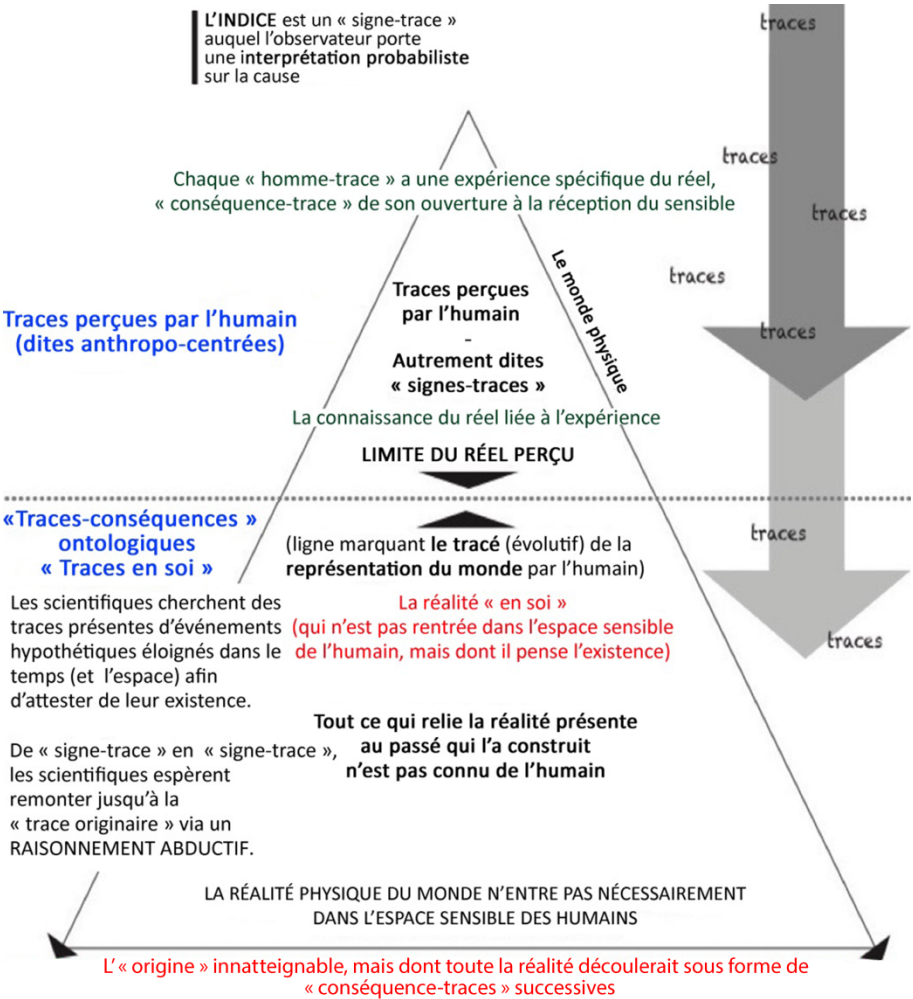 L'INDICE est un « signe-trace »
auquel l'observateur porte
une interprétation probabiliste
sur la cause
traces
traces
Chaque « homme-trace » a une expérience spécifique du réel,
« conséquence-trace » de son ouverture à la réception du sensible
traces
Le monde physique
traces
Traces perçues
par l'humain
-
Autrement dites
« signes-traces »
Traces perçues par l'humain
(dites anthropo-centrées)
traces
La connaissance du réel liée à l'expérience
LIMITE DU RÉEL PERÇU
«Traces-conséquences »
ontologiques
« Traces en soi »
(ligne marquant le tracé (évolutif) de la
représentation du monde par l'humain)
traces
Les scientifiques cherchent des
traces présentes d'événements
hypothétiques éloignés dans le
temps (et l'espace) afin
d'attester de leur existence.
La réalité « en soi »
(qui n'est pas rentrée dans l'espace sensible
de l'humain, mais dont il pense l'existence)
traces
Tout ce qui relie la réalité présente
au passé qui l'a construit
n'est pas connu de l'humain
De « signe-trace » en « signe-trace »,
les scientifiques espèrent
remonter jusqu'à la
« trace originaire » via un
RAISONNEMENT ABDUCTIF.
LA RÉALITÉ PHYSIQUE DU MONDE N'ENTRE PAS NÉCESSAIREMENT
DANS L'ESPACE SENSIBLE DES HUMAINS
L'« origine » innatteignable, mais dont toute la réalité découlerait sous forme de
« conséquence-traces » successives